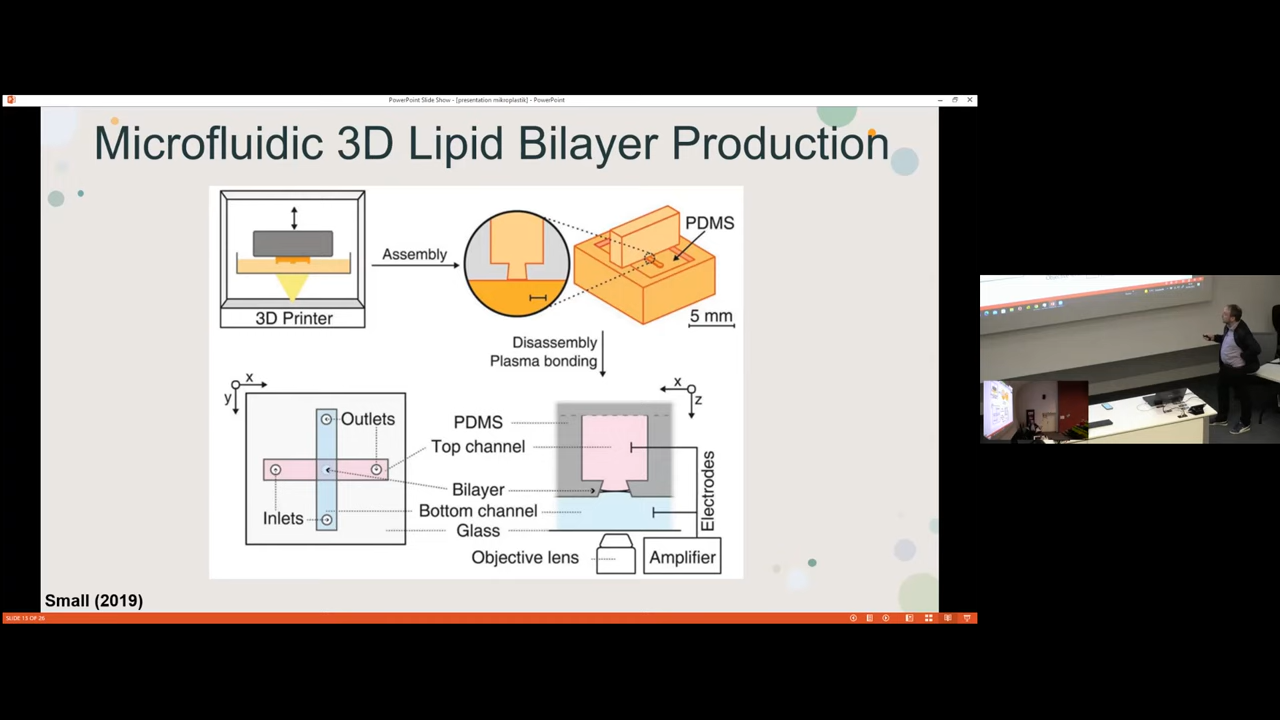 PowerPoint Slide Show - [presentation mikroplastik] - PowerPoint
Microfluidic 3D Lipid Bilayer Production
3D Printer
Assembly
PDMS
5 mm
Disassembly
Plasma bonding
x
y
Outlets
Inlets
x
z
PDMS
Top channel
Bilayer
Bottom channel
Glass
Objective lens
Electrodes
Amplifier
Small (2019)
SLIDE 13 OF 26